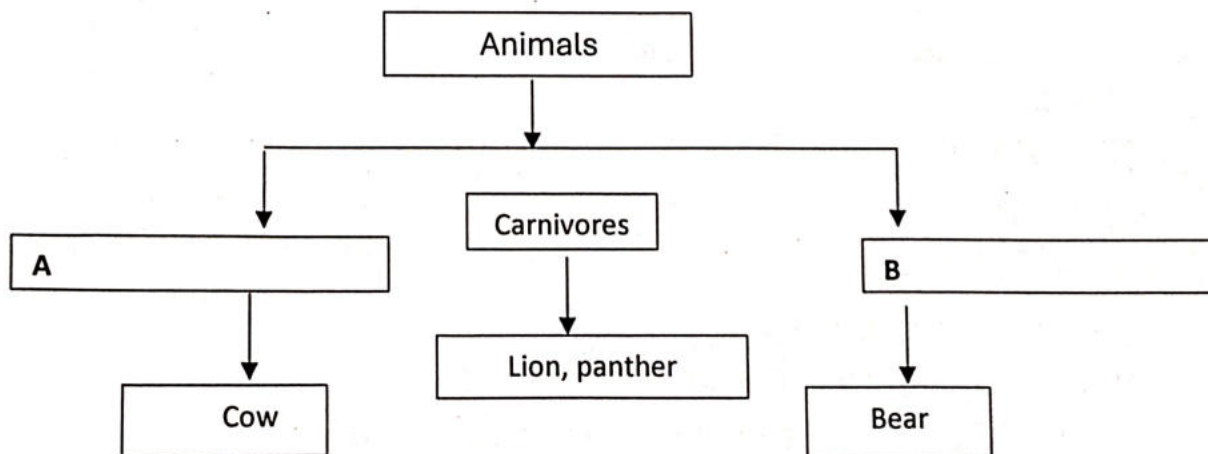 Animals
Carnivores
A
B
Lion, panther
Cow
Bear